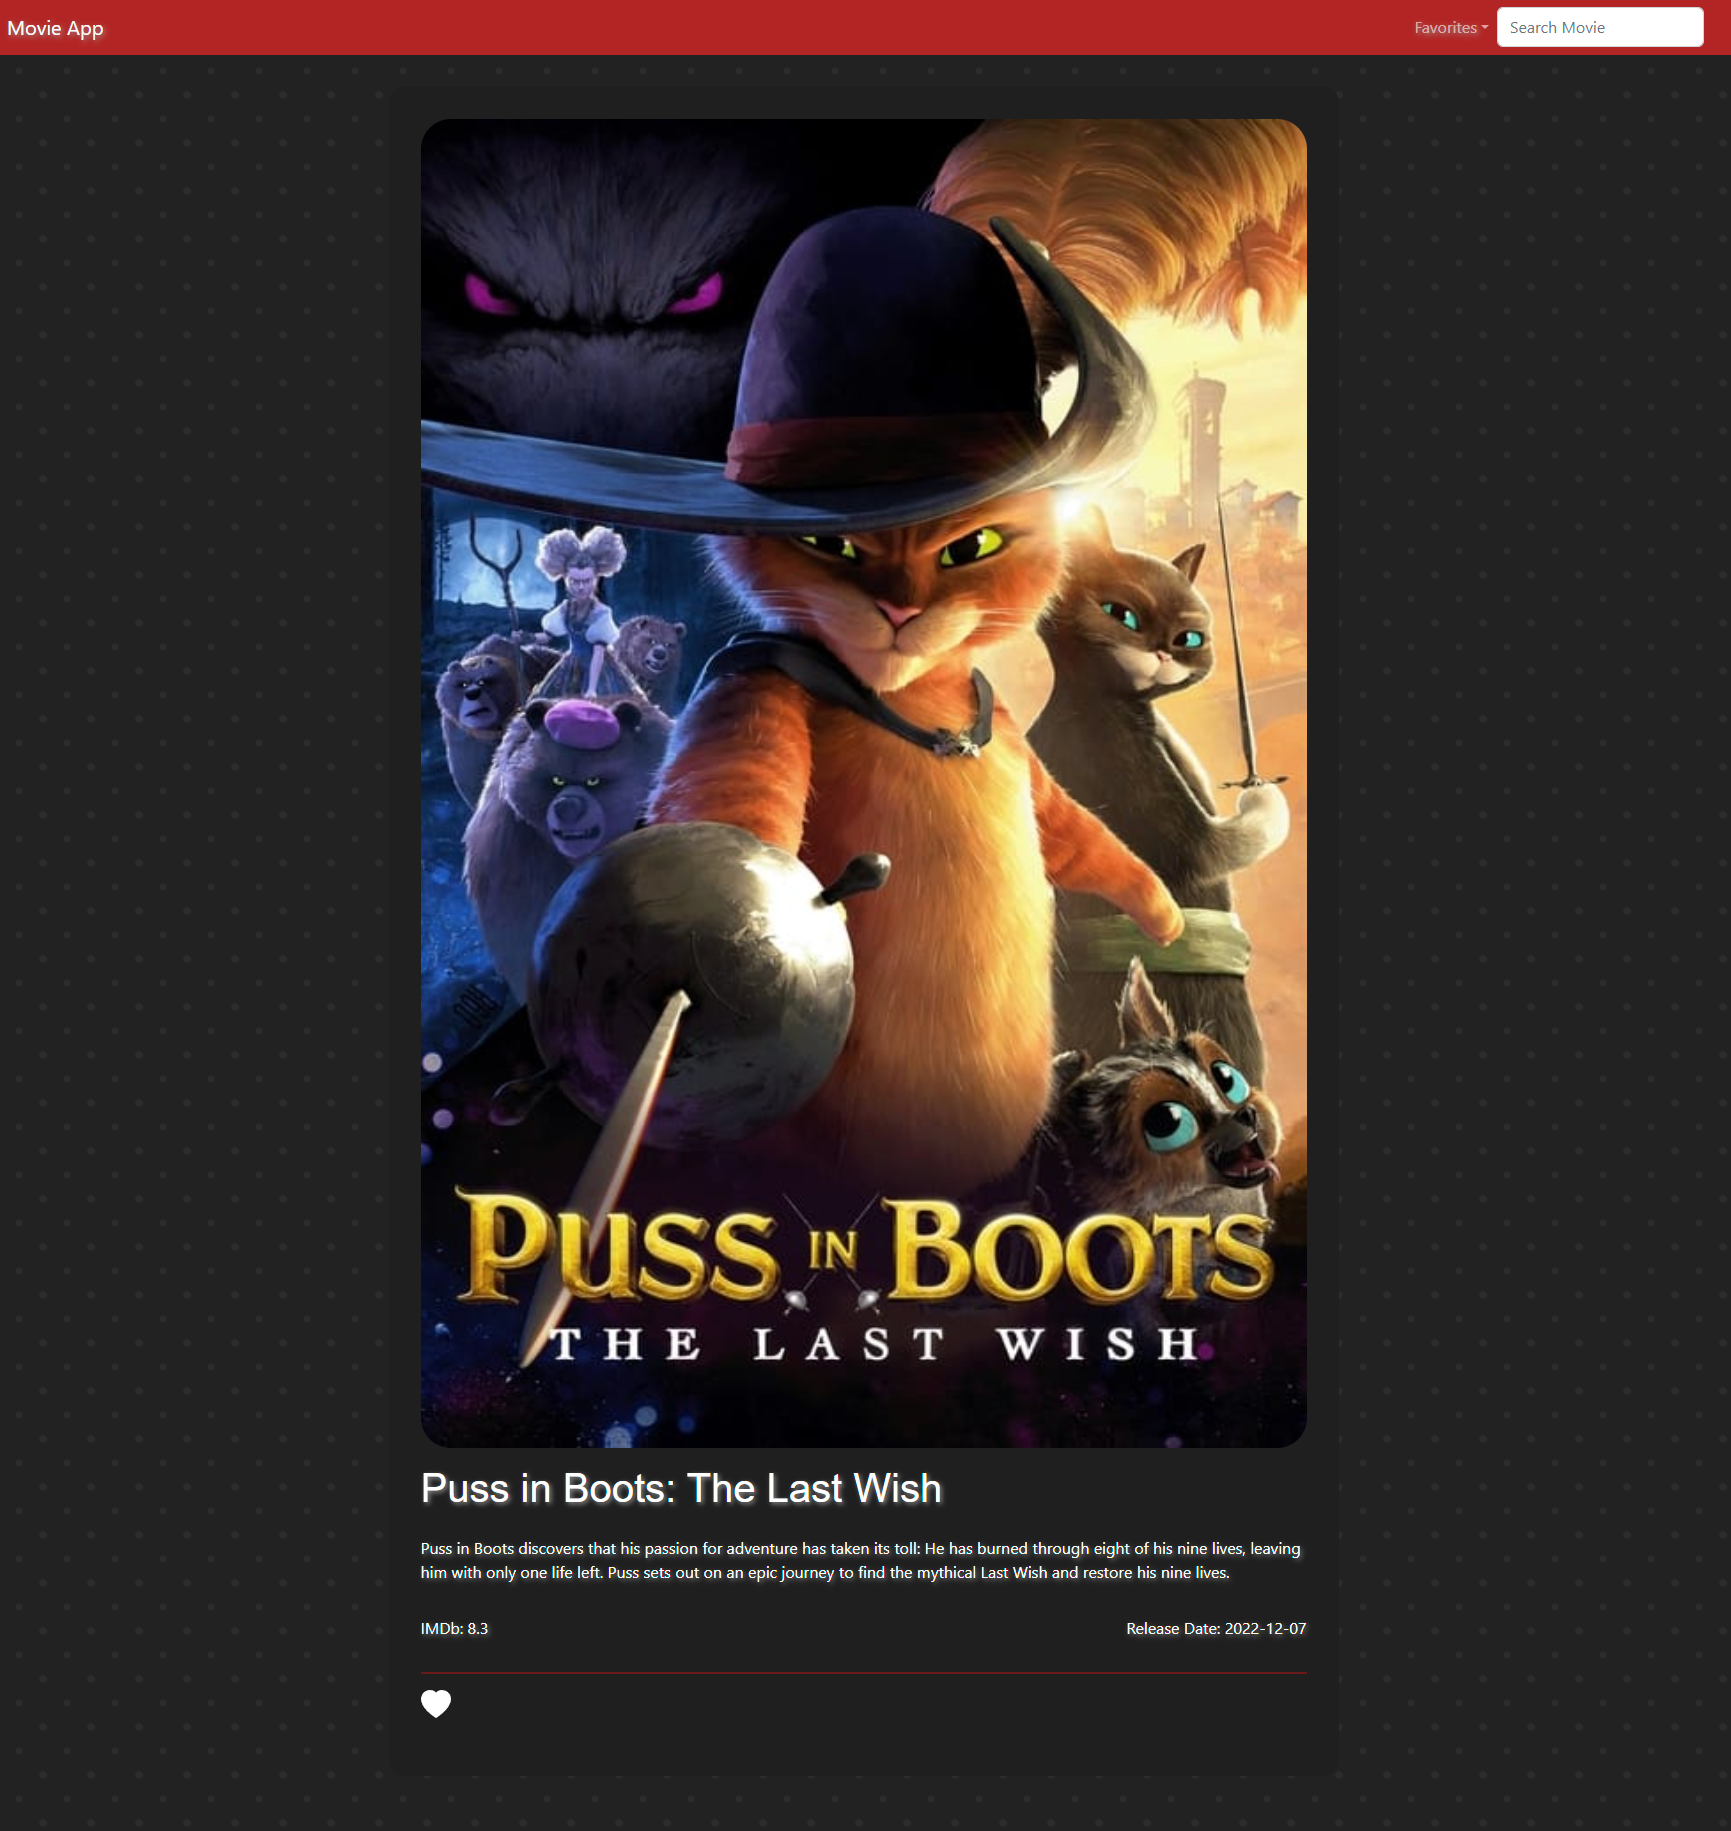 Movie App
Favorites
Search Movie
PUSS IN BOOTS
THE LAST WISH
Puss in Boots: The Last Wish
Puss in Boots discovers that his passion for adventure has taken its toll: He has burned through eight of his nine lives, leaving
him with only one life left. Puss sets out on an epic journey to find the mythical Last Wish and restore his nine lives.
IMDb: 8.3
Release Date: 2022-12-07